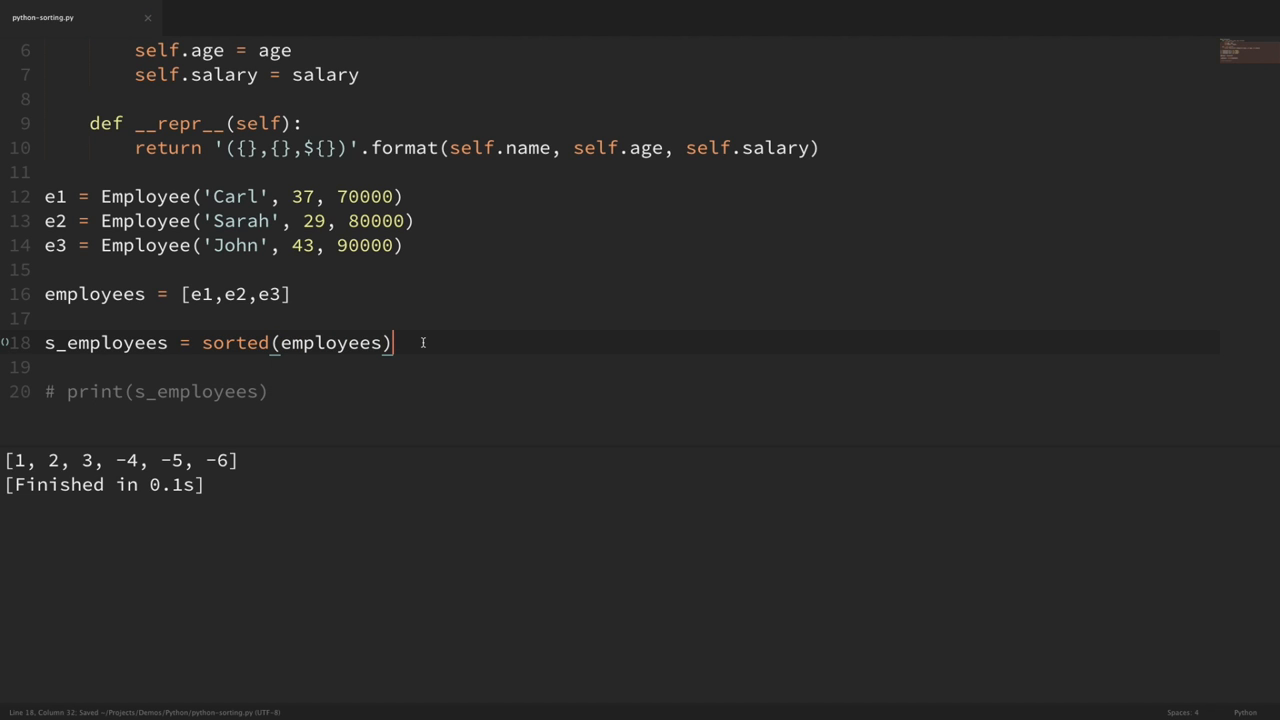 python-sorting.py ×
6         self.age = age
7         self.salary = salary
8
9     def __repr__(self):
10         return '({},{},${})'.format(self.name, self.age, self.salary)
11
12 e1 = Employee('Carl', 37, 70000)
13 e2 = Employee('Sarah', 29, 80000)
14 e3 = Employee('John', 43, 90000)
15
16 employees = [e1,e2,e3]
17
18 s_employees = sorted(employees)
19
20 # print(s_employees)
[1, 2, 3, -4, -5, -6]
[Finished in 0.1s]
Line 18, Column 32; Saved ~/Projects/Demos/Python/python-sorting.py (UTF-8) Spaces: 4 Python